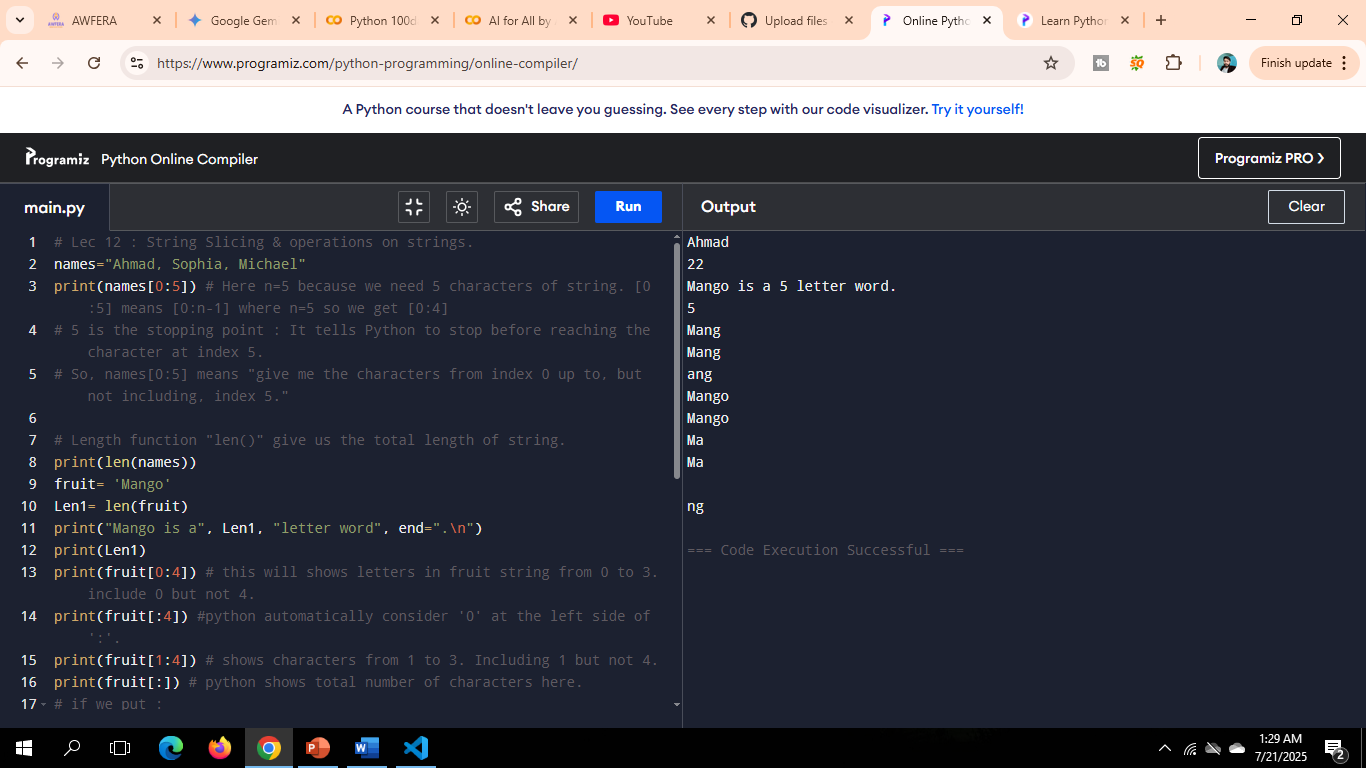 AWFERA
Google Gem
Python 100d
AI for All by
YouTube
Upload files
Online Pytho
Learn Python
https://www.programiz.com/python-programming/online-compiler/
Finish update
A Python course that doesn't leave you guessing. See every step with our code visualizer. Try it yourself!
Programiz Python Online Compiler
Programiz PRO ❯
main.py
Share
Run
Output
Clear
1 # Lec 12 : String Slicing & operations on strings.
2 names="Ahmad, Sophia, Michael"
3 print(names[0:5]) # Here n=5 because we need 5 characters of string. [0
:5] means [0:n-1] where n=5 so we get [0:4]
4 # 5 is the stopping point : It tells Python to stop before reaching the
character at index 5.
5 # So, names[0:5] means "give me the characters from index 0 up to, but
not including, index 5."
6
7 # Length function "len()" give us the total length of string.
8 print(len(names))
9 fruit= 'Mango'
10 Len1= len(fruit)
11 print("Mango is a", Len1, "letter word", end=".\n")
12 print(Len1)
13 print(fruit[0:4]) # this will shows letters in fruit string from 0 to 3.
include 0 but not 4.
14 print(fruit[:4]) #python automatically consider '0' at the left side of
':'.
15 print(fruit[1:4]) # shows characters from 1 to 3. Including 1 but not 4.
16 print(fruit[:]) # python shows total number of characters here.
17 # if we put :
Ahmad
22
Mango is a 5 letter word.
5
Mang
Mang
ang
Mango
Mango
Ma
Ma
ng
=== Code Execution Successful ===
1:29 AM
7/21/2025
2